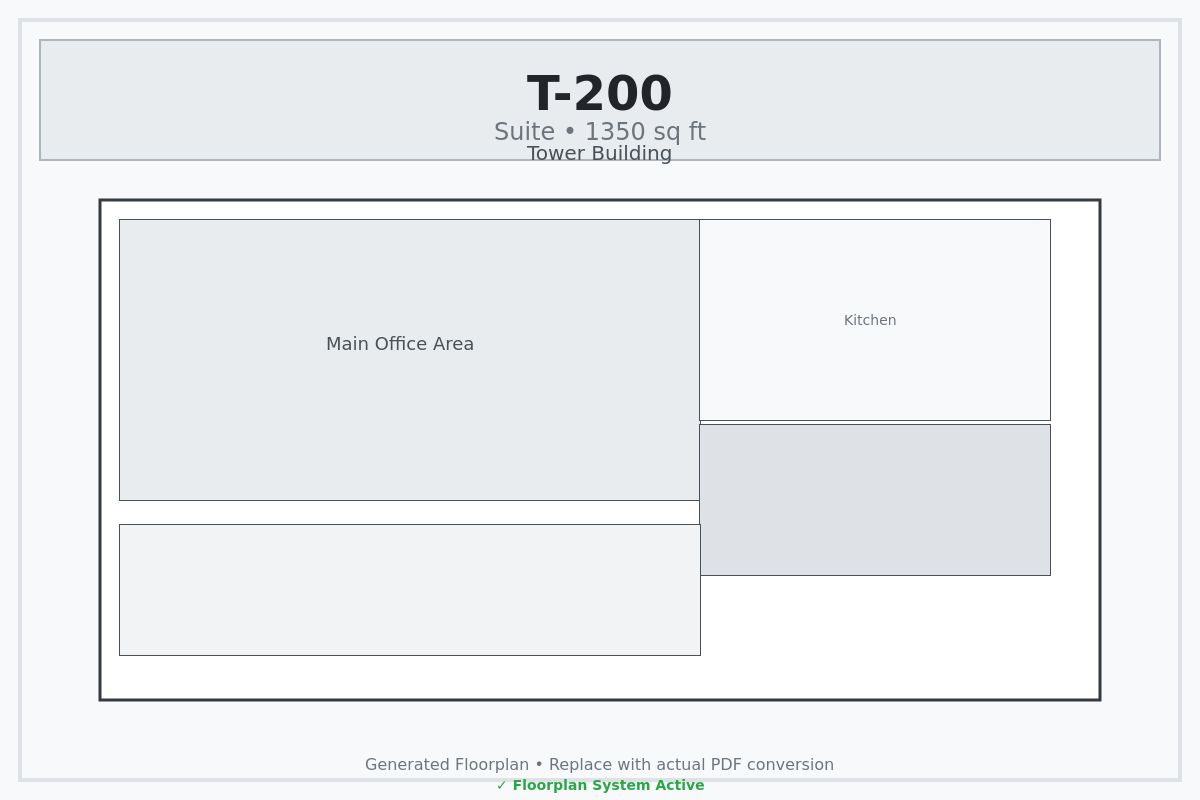 T-200
Suite • 1350 sq ft
Tower Building
Main Office Area
Kitchen
Generated Floorplan • Replace with actual PDF conversion
✓ Floorplan System Active